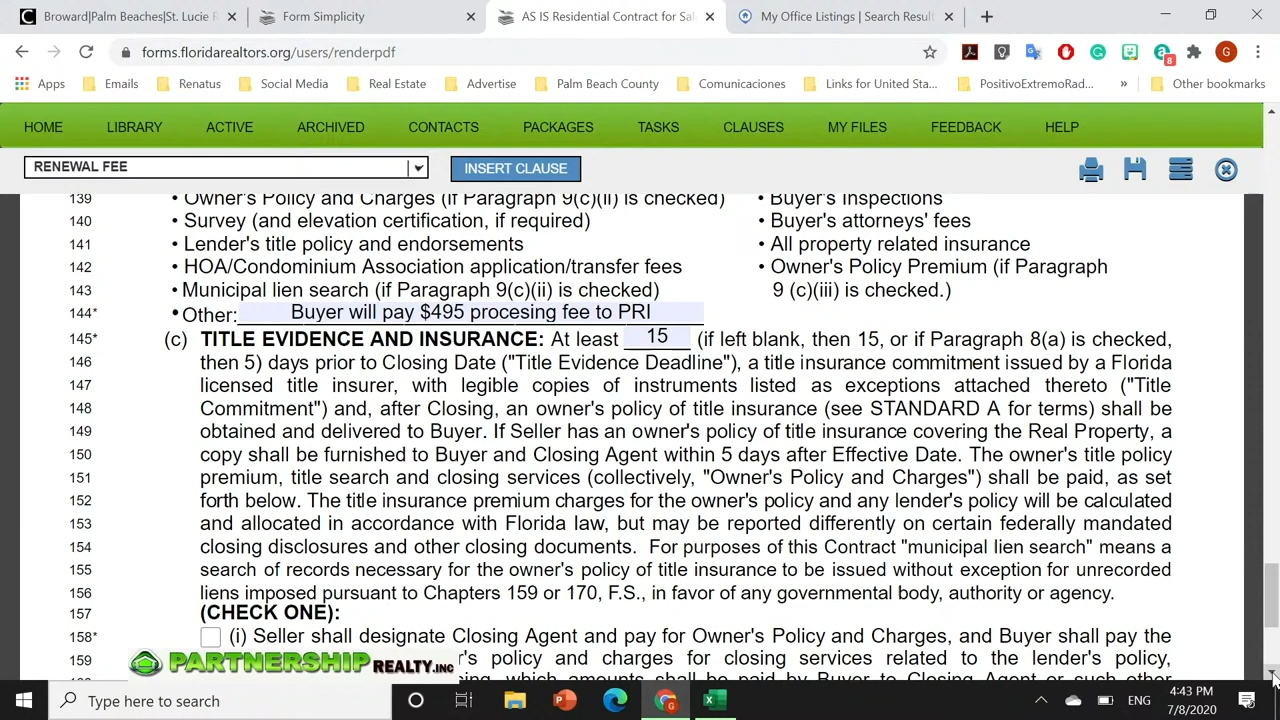 Broward|Palm Beaches|St. Lucie R
Form Simplicity
AS IS Residential Contract for Sal
My Office Listings | Search Result
forms.floridarealtors.org/users/renderpdf
8
G
Apps
Emails
Renatus
Social Media
Real Estate
Advertise
Palm Beach County
Comunicaciones
Links for United Sta...
PositivoExtremoRad...
»
Other bookmarks
HOME
LIBRARY
ACTIVE
ARCHIVED
CONTACTS
PACKAGES
TASKS
CLAUSES
MY FILES
FEEDBACK
HELP
RENEWAL FEE
INSERT CLAUSE
139 • Owner's Policy and Charges (if Paragraph 9(c)(ii) is checked) • Buyer's Inspections
140 • Survey (and elevation certification, if required) • Buyer's attorneys' fees
141 • Lender's title policy and endorsements • All property related insurance
142 • HOA/Condominium Association application/transfer fees • Owner's Policy Premium (if Paragraph
143 • Municipal lien search (if Paragraph 9(c)(ii) is checked) 9 (c)(iii) is checked.)
144* • Other: Buyer will pay $495 procesing fee to PRI
145* (c) TITLE EVIDENCE AND INSURANCE: At least 15 (if left blank, then 15, or if Paragraph 8(a) is checked,
146 then 5) days prior to Closing Date ("Title Evidence Deadline"), a title insurance commitment issued by a Florida
147 licensed title insurer, with legible copies of instruments listed as exceptions attached thereto ("Title
148 Commitment") and, after Closing, an owner's policy of title insurance (see STANDARD A for terms) shall be
149 obtained and delivered to Buyer. If Seller has an owner's policy of title insurance covering the Real Property, a
150 copy shall be furnished to Buyer and Closing Agent within 5 days after Effective Date. The owner's title policy
151 premium, title search and closing services (collectively, "Owner's Policy and Charges") shall be paid, as set
152 forth below. The title insurance premium charges for the owner's policy and any lender's policy will be calculated
153 and allocated in accordance with Florida law, but may be reported differently on certain federally mandated
154 closing disclosures and other closing documents. For purposes of this Contract "municipal lien search" means a
155 search of records necessary for the owner's policy of title insurance to be issued without exception for unrecorded
156 liens imposed pursuant to Chapters 159 or 170, F.S., in favor of any governmental body, authority or agency.
157 (CHECK ONE):
158* (i) Seller shall designate Closing Agent and pay for Owner's Policy and Charges, and Buyer shall pay the
159 's policy and charges for closing services related to the lender's policy,
which amounts shall be paid by Buyer to Closing Agent or such other
PARTNERSHIP REALTY.INC
Type here to search
ENG
4:43 PM
7/8/2020